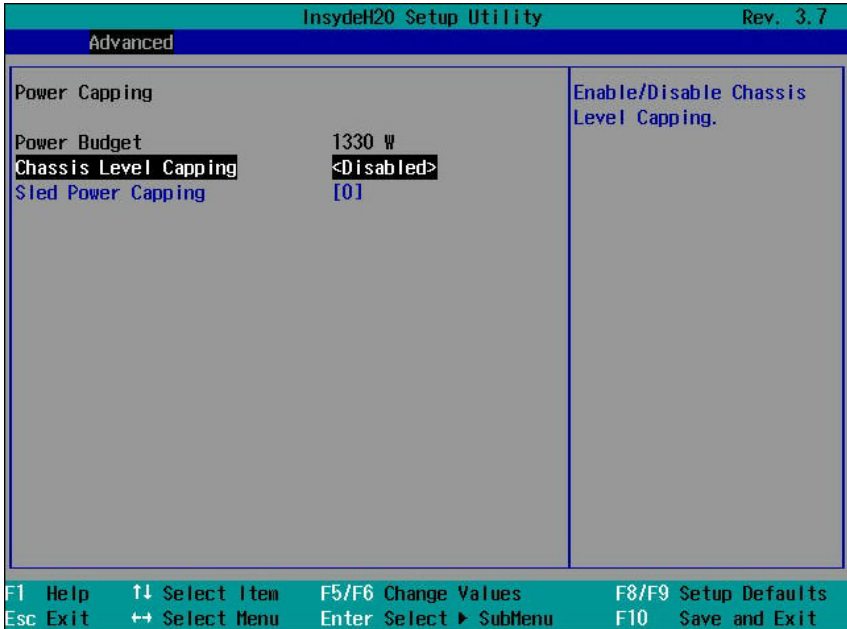 InsydeH20 Setup Utility Rev. 3.7
Advanced
Power Capping
Power Budget 1330 W
Chassis Level Capping <Disabled>
Sled Power Capping [0]
Enable/Disable Chassis
Level Capping.
F1 Help ↑↓ Select Item F5/F6 Change Values F8/F9 Setup Defaults
Esc Exit ↔ Select Menu Enter Select ▶ SubMenu F10 Save and Exit